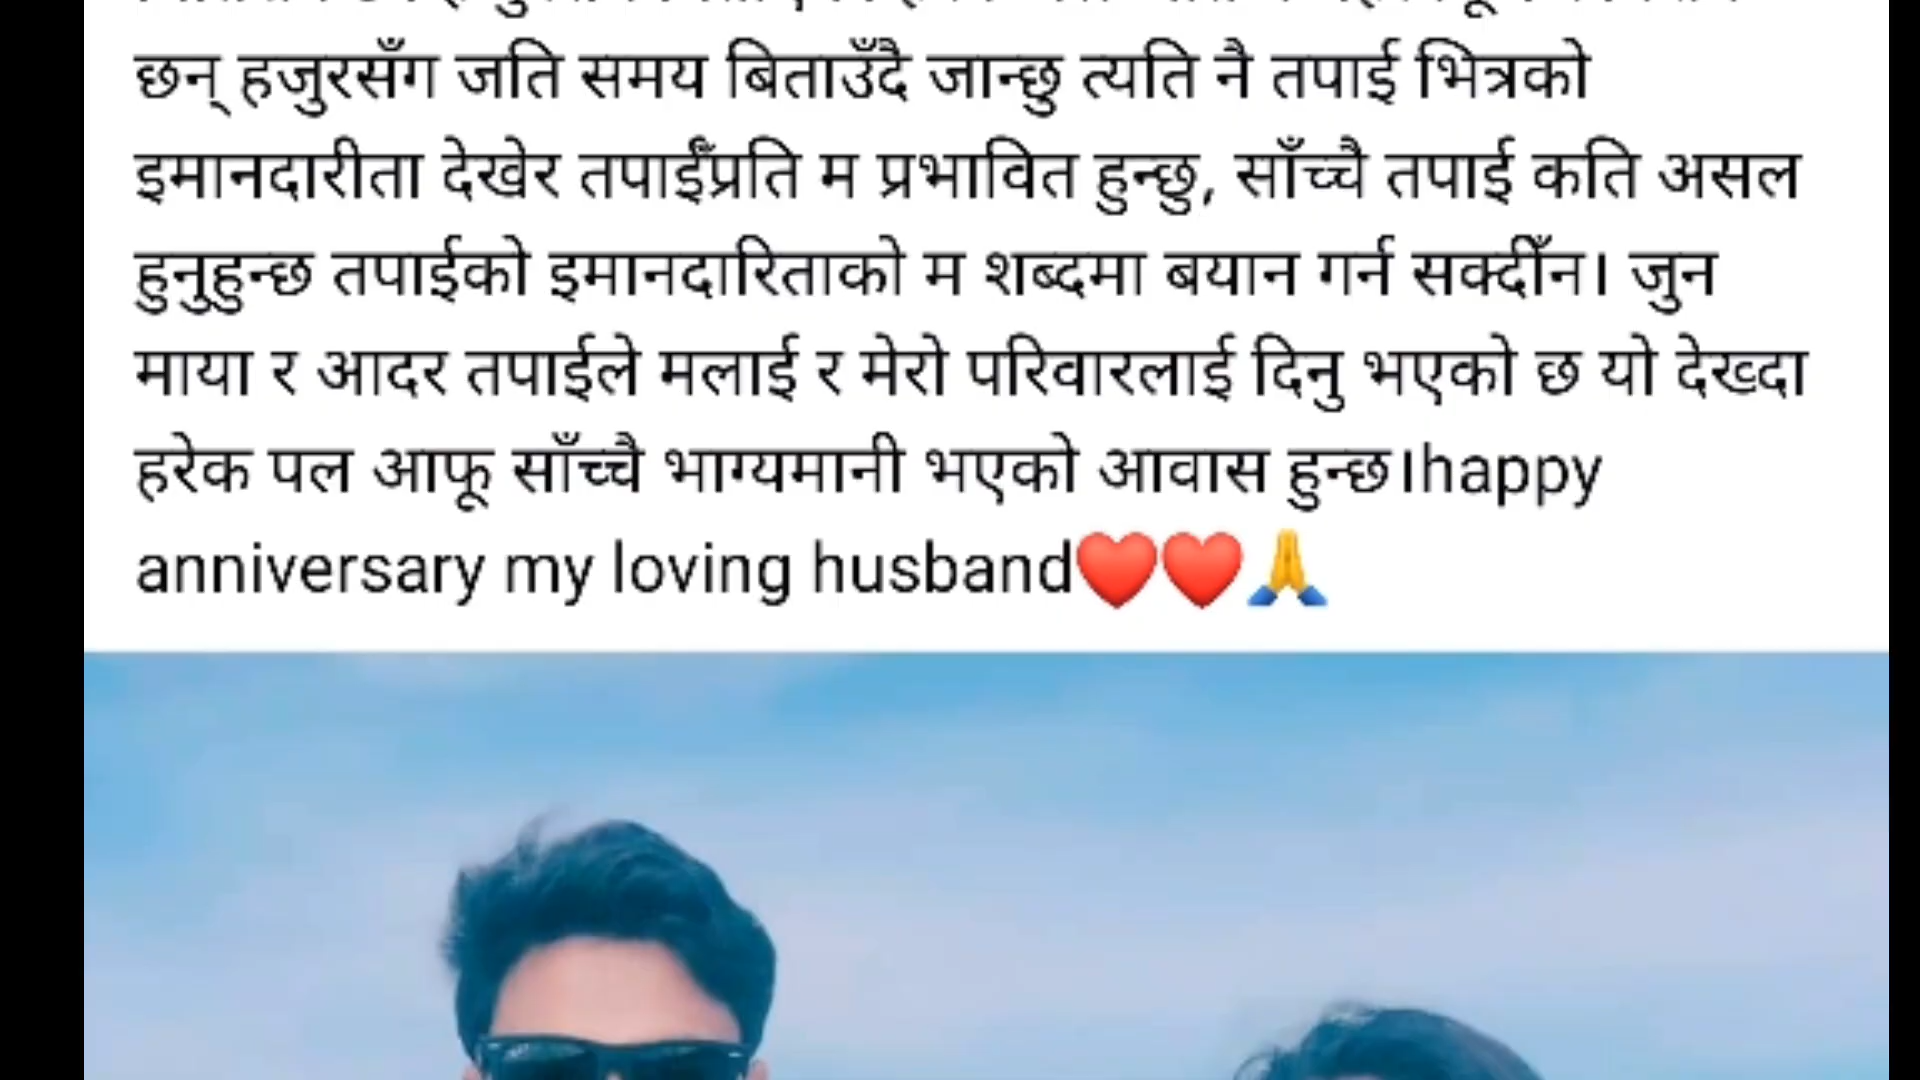 छन् हजुरसँग जति समय बिताउँदै जान्छु त्यति नै तपाई भित्रको
इमानदारीता देखेर तपाईँप्रति म प्रभावित हुन्छु, साँच्चै तपाई कति असल
हुनुहुन्छ तपाईको इमानदारिताको म शब्दमा बयान गर्न सक्दीँन। जुन
माया र आदर तपाईले मलाई र मेरो परिवारलाई दिनु भएको छ यो देख्दा
हरेक पल आफू साँच्चै भाग्यमानी भएको आवास हुन्छ।happy
anniversary my loving husband❤️❤️🙏